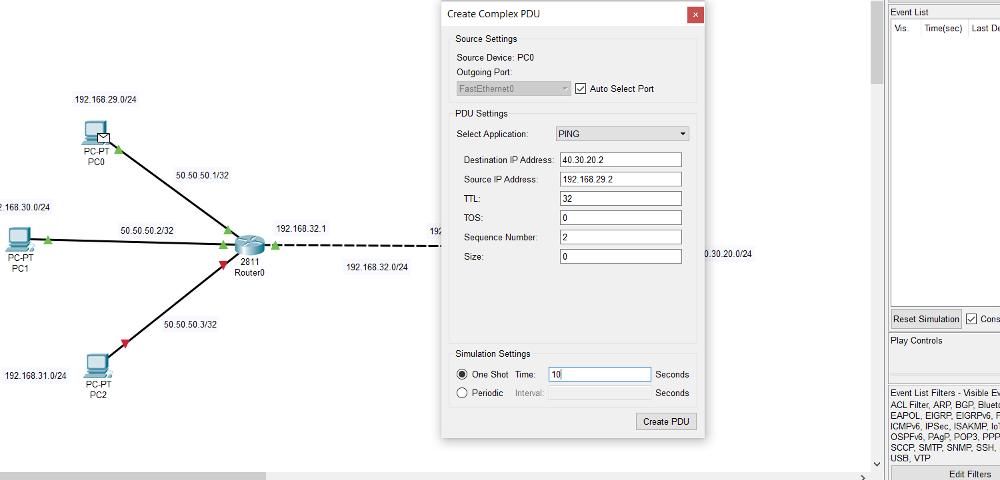 192.168.29.0/24
PC-PT
PC0
50.50.50.1/32
2.168.30.0/24
50.50.50.2/32
PC-PT
PC1
192.168.32.1
2811
Router0
192.168.32.0/24
192
0.30.20.0/24
50.50.50.3/32
192.168.31.0/24
PC-PT
PC2
Create Complex PDU
Source Settings
Source Device: PC0
Outgoing Port:
FastEthernet0 Auto Select Port
PDU Settings
Select Application: PING
Destination IP Address: 40.30.20.2
Source IP Address: 192.168.29.2
TTL: 32
TOS: 0
Sequence Number: 2
Size: 0
Simulation Settings
One Shot Time: 10 Seconds
Periodic Interval: Seconds
Create PDU
Event List
Vis. Time(sec) Last De
Reset Simulation Cons
Play Controls
Event List Filters - Visible Ev
ACL Filter, ARP, BGP, Blueto
EAPOL, EIGRP, EIGRPv6, F
ICMPv6, IPSec, ISAKMP, IoT
OSPFv6, PAgP, POP3, PPP
SCCP, SMTP, SNMP, SSH,
USB, VTP
Edit Filters